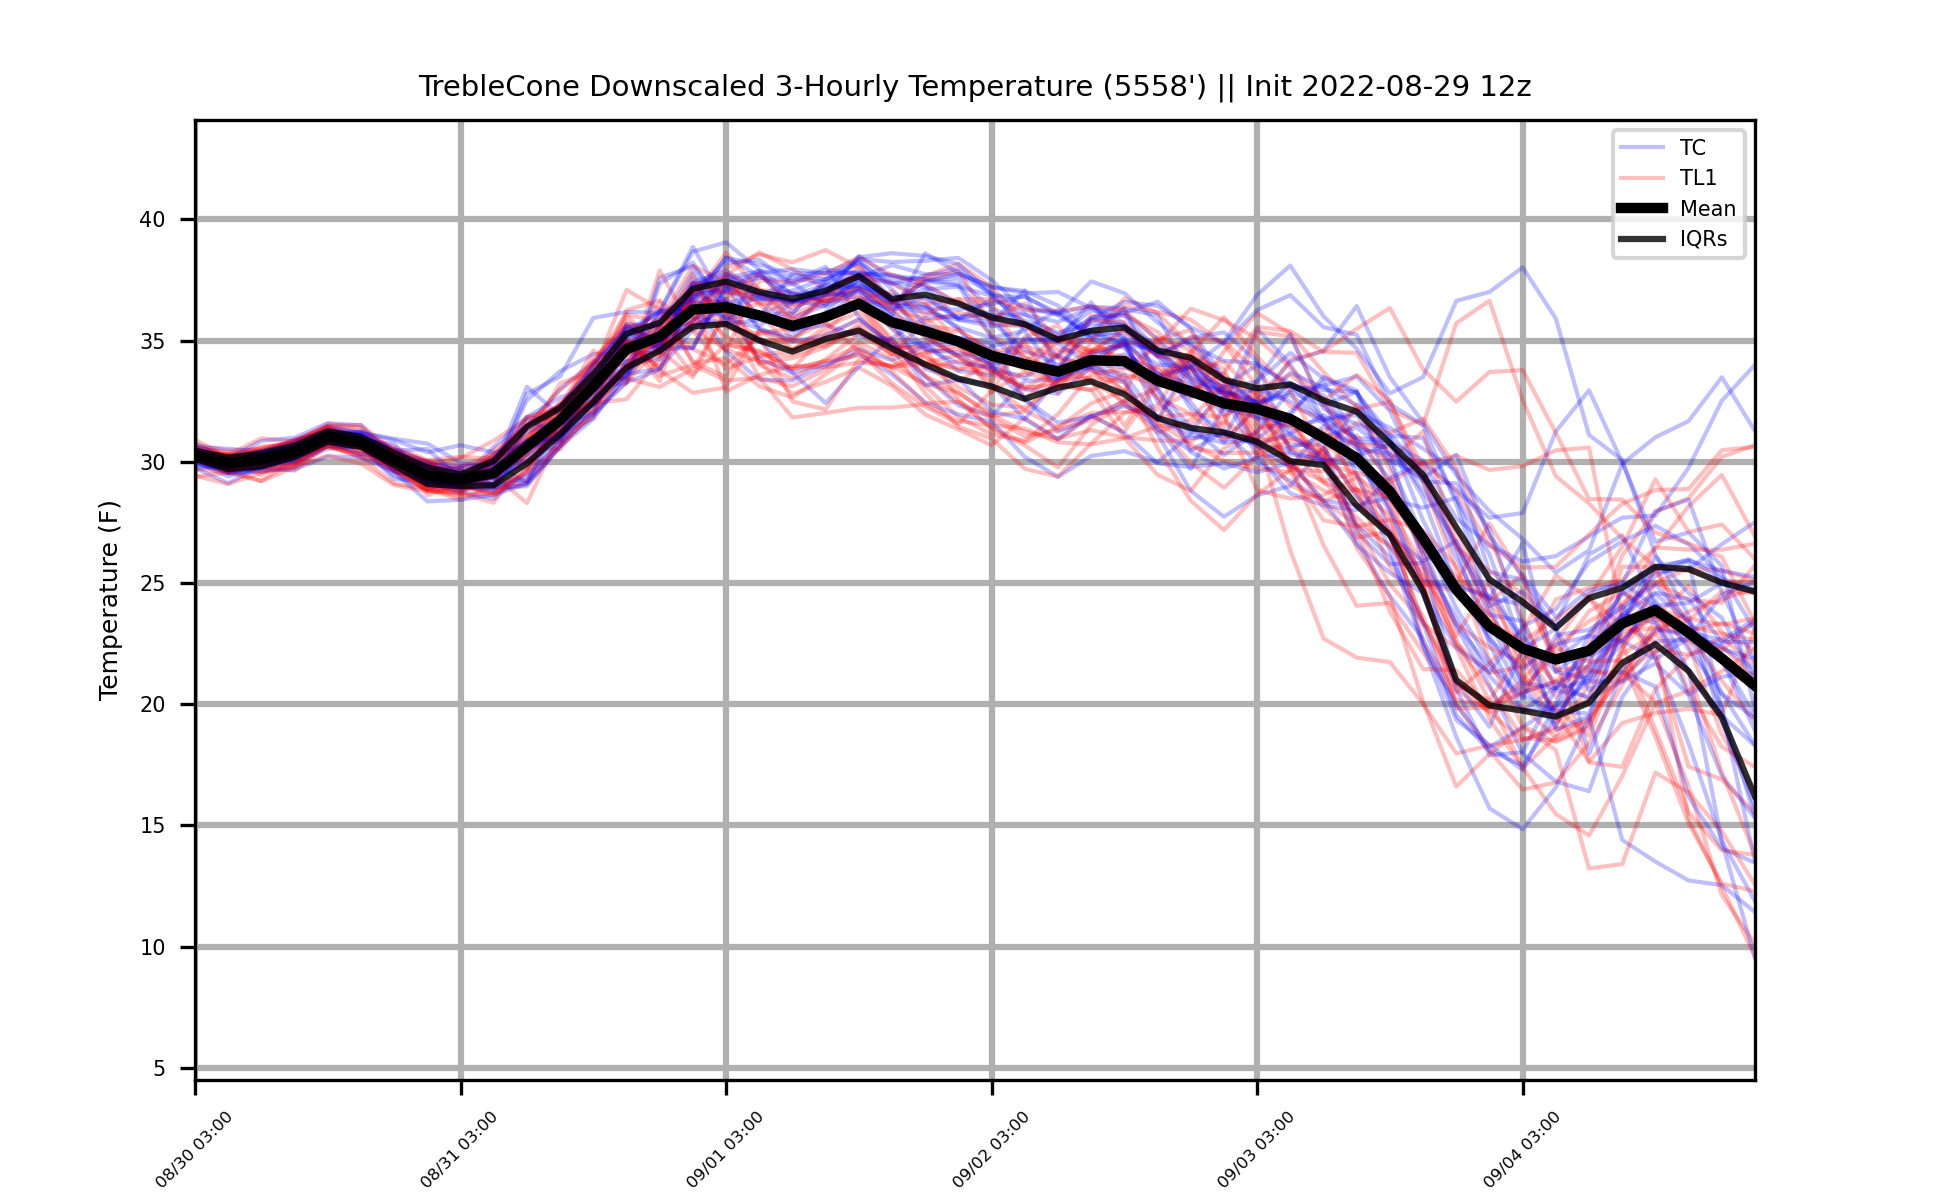 TrebleCone Downscaled 3-Hourly Temperature (5558') || Init 2022-08-29 12z
TC
TL1
Mean
IQRs
Temperature (F)
40
35
30
25
20
15
10
5
08/30 03:00
08/31 03:00
09/01 03:00
09/02 03:00
09/03 03:00
09/04 03:00